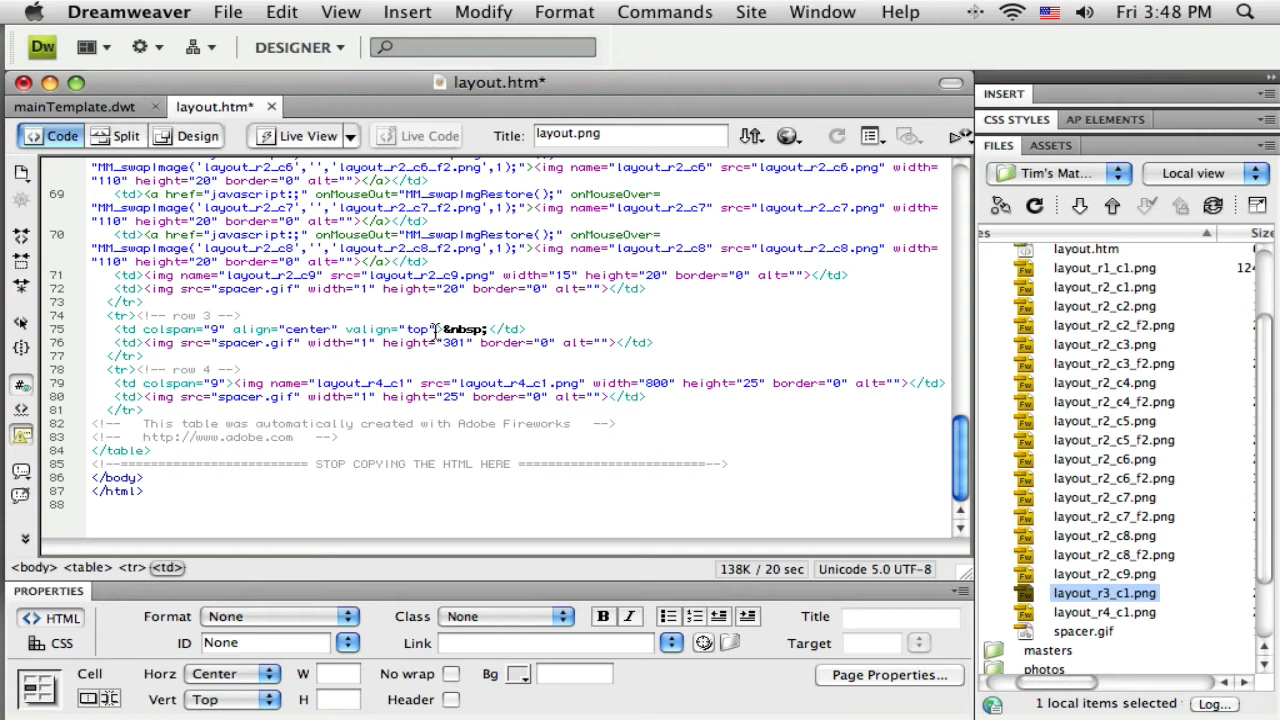 Dreamweaver File Edit View Insert Modify Format Commands Site Window Help Fri 3:48 PM
Dw DESIGNER
layout.htm*
mainTemplate.dwt × layout.htm* ×
Code Split Design Live View Live Code Title: layout.png
"MM_swapImage('layout_r2_c6','','layout_r2_c6_f2.png',1);"><img name="layout_r2_c6" src="layout_r2_c6.png" width=
"110" height="20" border="0" alt=""></a></td>
69 <td><a href="javascript:;" onMouseOut="MM_swapImgRestore();" onMouseOver=
"MM_swapImage('layout_r2_c7','','layout_r2_c7_f2.png',1);"><img name="layout_r2_c7" src="layout_r2_c7.png" width=
"110" height="20" border="0" alt=""></a></td>
70 <td><a href="javascript:;" onMouseOut="MM_swapImgRestore();" onMouseOver=
"MM_swapImage('layout_r2_c8','','layout_r2_c8_f2.png',1);"><img name="layout_r2_c8" src="layout_r2_c8.png" width=
"110" height="20" border="0" alt=""></a></td>
71 <td><img name="layout_r2_c9" src="layout_r2_c9.png" width="15" height="20" border="0" alt=""></td>
72 <td><img src="spacer.gif" width="1" height="20" border="0" alt=""></td>
73 </tr>
74 <tr><!-- row 3 -->
75 <td colspan="9" align="center" valign="top">&nbsp;</td>
76 <td><img src="spacer.gif" width="1" height="301" border="0" alt=""></td>
77 </tr>
78 <tr><!-- row 4 -->
79 <td colspan="9"><img name="layout_r4_c1" src="layout_r4_c1.png" width="800" height="25" border="0" alt=""></td>
80 <td><img src="spacer.gif" width="1" height="25" border="0" alt=""></td>
81 </tr>
82 <!-- This table was automatically created with Adobe Fireworks -->
83 <!-- http://www.adobe.com -->
84 </table>
85 <!--========================= STOP COPYING THE HTML HERE =========================-->
86 </body>
87 </html>
88
<body> <table> <tr> <td> 138K / 20 sec Unicode 5.0 UTF-8
PROPERTIES
<> HTML Format None Class None B I Title
CSS ID None Link Target
Cell Horz Center W No wrap Bg Page Properties...
Vert Top H Header
INSERT
CSS STYLES AP ELEMENTS
FILES ASSETS
Tim's Mat... Local view
es Size
layout.htm
layout_r1_c1.png 124
layout_r2_c1.png
layout_r2_c2.png
layout_r2_c2_f2.png
layout_r2_c3.png
layout_r2_c3_f2.png
layout_r2_c4.png
layout_r2_c4_f2.png
layout_r2_c5.png
layout_r2_c5_f2.png
layout_r2_c6.png
layout_r2_c6_f2.png
layout_r2_c7.png
layout_r2_c7_f2.png
layout_r2_c8.png
layout_r2_c8_f2.png
layout_r2_c9.png
layout_r3_c1.png
layout_r4_c1.png
spacer.gif
masters
photos
1 local items selected Log...